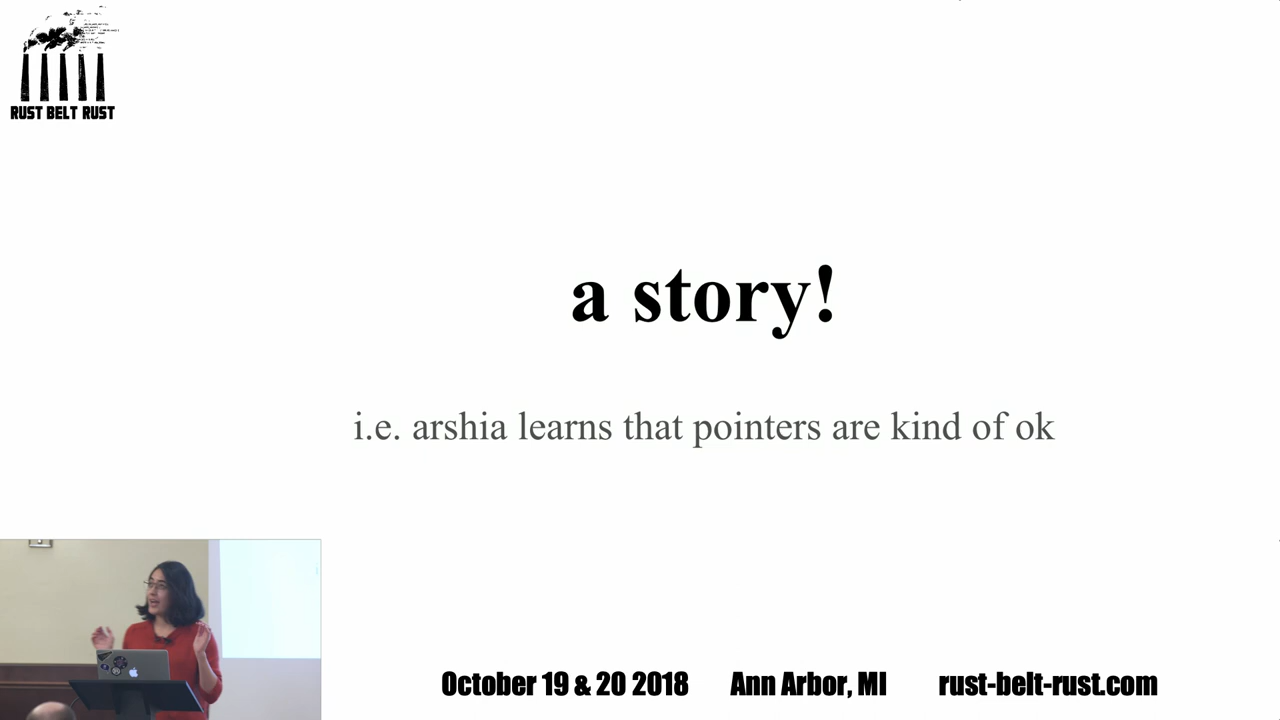 RUST BELT RUST
a story!
i.e. arshia learns that pointers are kind of ok
October 19 & 20 2018 Ann Arbor, MI rust-belt-rust.com